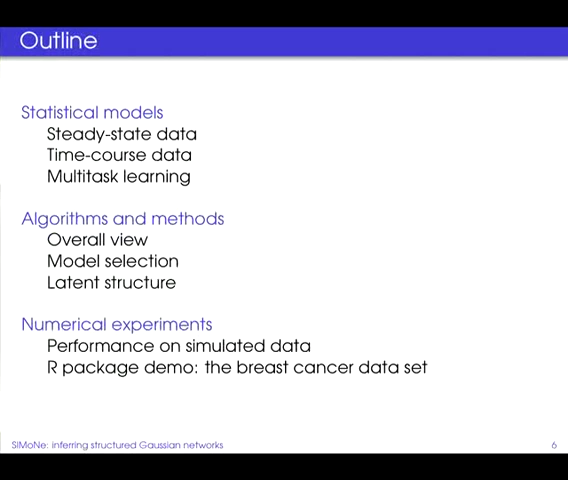 Outline
Statistical models
Steady-state data
Time-course data
Multitask learning
Algorithms and methods
Overall view
Model selection
Latent structure
Numerical experiments
Performance on simulated data
R package demo: the breast cancer data set
SIMoNe: inferring structured Gaussian networks
6